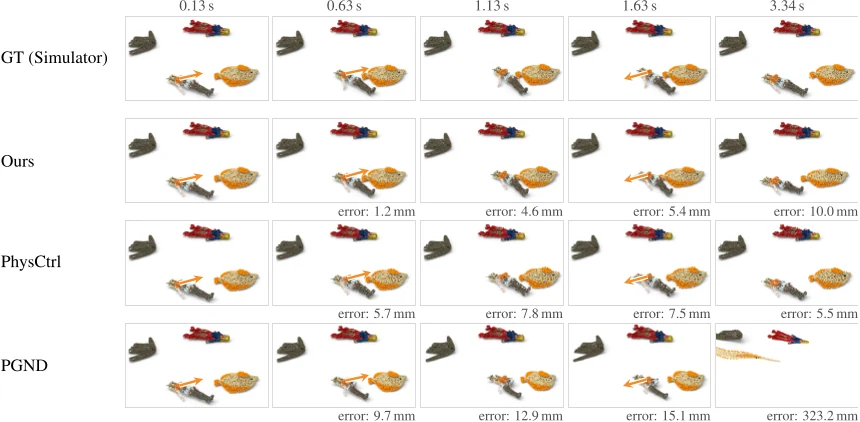 0.13 s 0.63 s 1.13 s 1.63 s 3.34 s
GT (Simulator)
Ours
error: 1.2 mm error: 4.6 mm error: 5.4 mm error: 10.0 mm
PhysCtrl
error: 5.7 mm error: 7.8 mm error: 7.5 mm error: 5.5 mm
PGND
error: 9.7 mm error: 12.9 mm error: 15.1 mm error: 323.2 mm